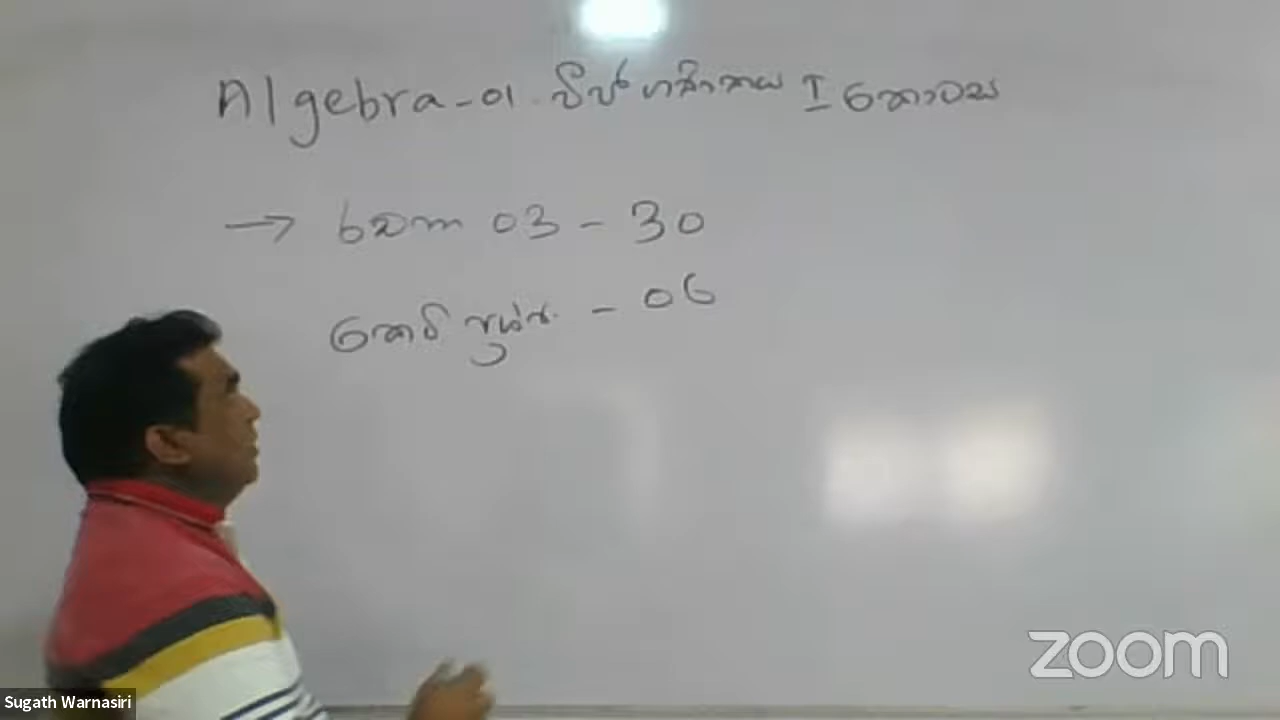 Algebra - 01 වීජ ගණිතය I කොටස
→ රචනා 03 - 30
කෙටි ප්‍රශ්න - 06
zoom
Sugath Warnasiri